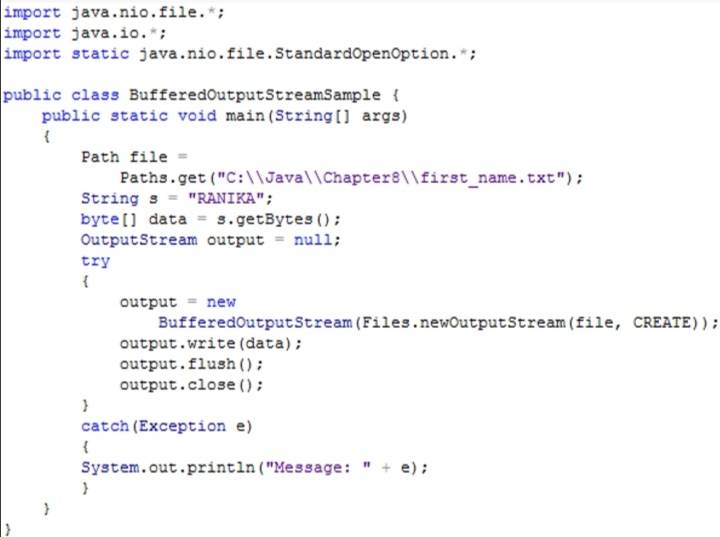 import java.nio.file.*;
import java.io.*;
import static java.nio.file.StandardOpenOption.*;

public class BufferedOutputStreamSample {
    public static void main(String[] args)
    {
        Path file =
            Paths.get("C:\\Java\\Chapter8\\first_name.txt");
        String s = "RANIKA";
        byte[] data = s.getBytes();
        OutputStream output = null;
        try
        {
            output = new
                BufferedOutputStream(Files.newOutputStream(file, CREATE));
            output.write(data);
            output.flush();
            output.close();
        }
        catch(Exception e)
        {
        System.out.println("Message: " + e);
        }
    }
}